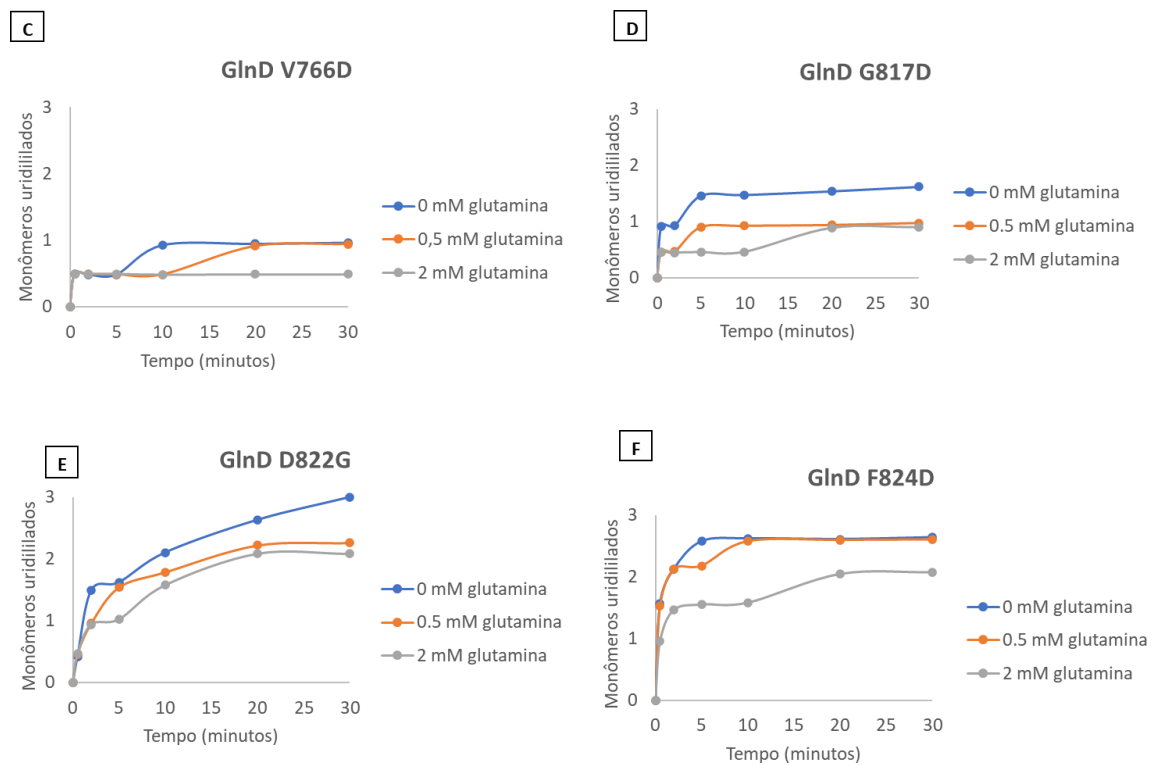 C
GlnD V766D
Monômeros uridililados
3
2
1
0
0 5 10 15 20 25 30
Tempo (minutos)
0 mM glutamina
0,5 mM glutamina
2 mM glutamina
D
GlnD G817D
Monômeros uridililados
3
2
1
0
0 5 10 15 20 25 30
Tempo (minutos)
0 mM glutamina
0.5 mM glutamina
2 mM glutamina
E
GlnD D822G
Monômeros uridililados
3
2
1
0
0 5 10 15 20 25 30
Tempo (minutos)
0 mM glutamina
0.5 mM glutamina
2 mM glutamina
F
GlnD F824D
Monômeros uridililados
3
2
1
0
0 5 10 15 20 25 30
Tempo (minutos)
0 mM glutamina
0.5 mM glutamina
2 mM glutamina